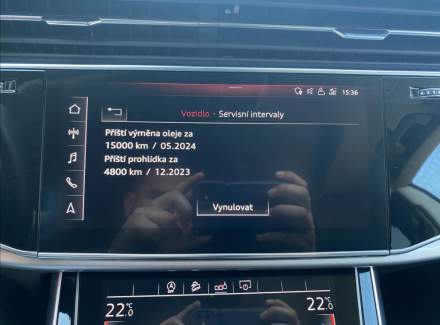 15:36
Vozidlo · Servisní intervaly
Příští výměna oleje za
15000 km / 05.2024
Příští prohlídka za
4800 km / 12.2023
Vynulovat
22.0 °C 22.0 °C